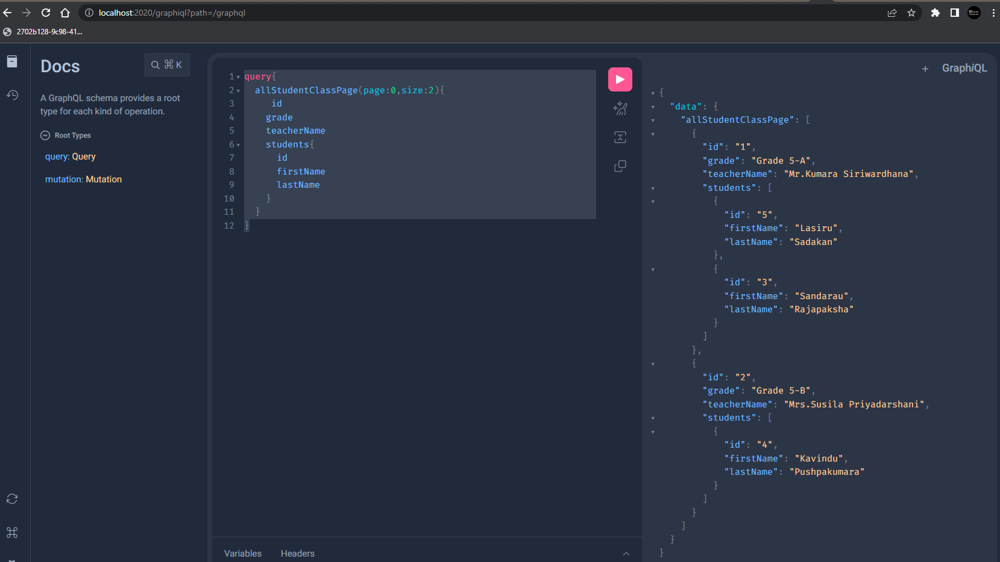 localhost:2020/graphiql?path=/graphql
2702b128-9c98-41...
Docs
⌘ K
A GraphQL schema provides a root
type for each kind of operation.
Root Types
query: Query
mutation: Mutation
1 query{
2 allStudentClassPage(page:0,size:2){
3 id
4 grade
5 teacherName
6 students{
7 id
8 firstName
9 lastName
10 }
11 }
12 }
Variables Headers
+ GraphiQL
{
"data": {
"allStudentClassPage": [
{
"id": "1",
"grade": "Grade 5-A",
"teacherName": "Mr.Kumara Siriwardhana",
"students": [
{
"id": "5",
"firstName": "Lasiru",
"lastName": "Sadakan"
},
{
"id": "3",
"firstName": "Sandarau",
"lastName": "Rajapaksha"
}
]
},
{
"id": "2",
"grade": "Grade 5-B",
"teacherName": "Mrs.Susila Priyadarshani",
"students": [
{
"id": "4",
"firstName": "Kavindu",
"lastName": "Pushpakumara"
}
]
}
]
}
}